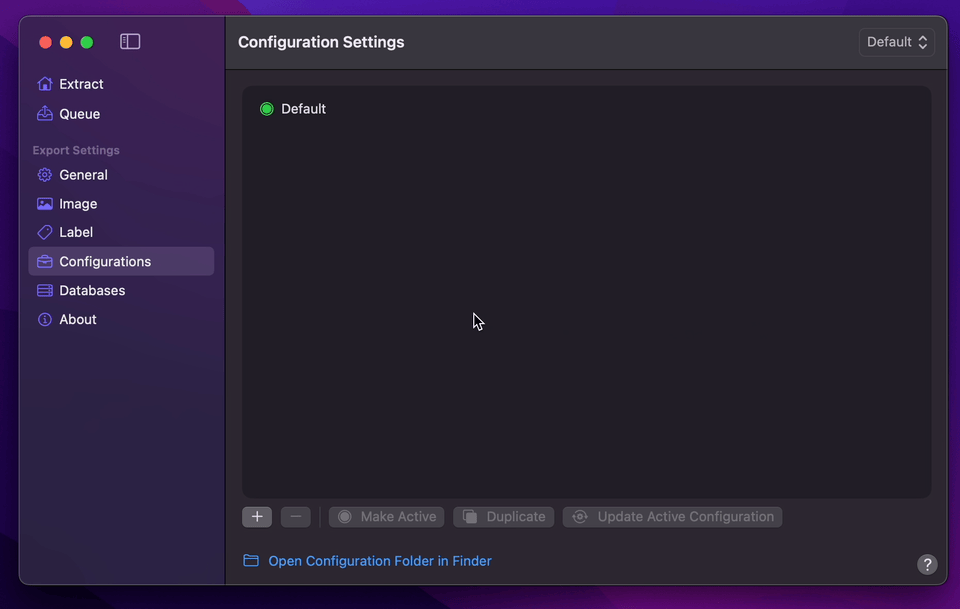 Configuration Settings
Default
Extract
Queue
Export Settings
General
Image
Label
Configurations
Databases
About
Default
Make Active
Duplicate
Update Active Configuration
Open Configuration Folder in Finder
?